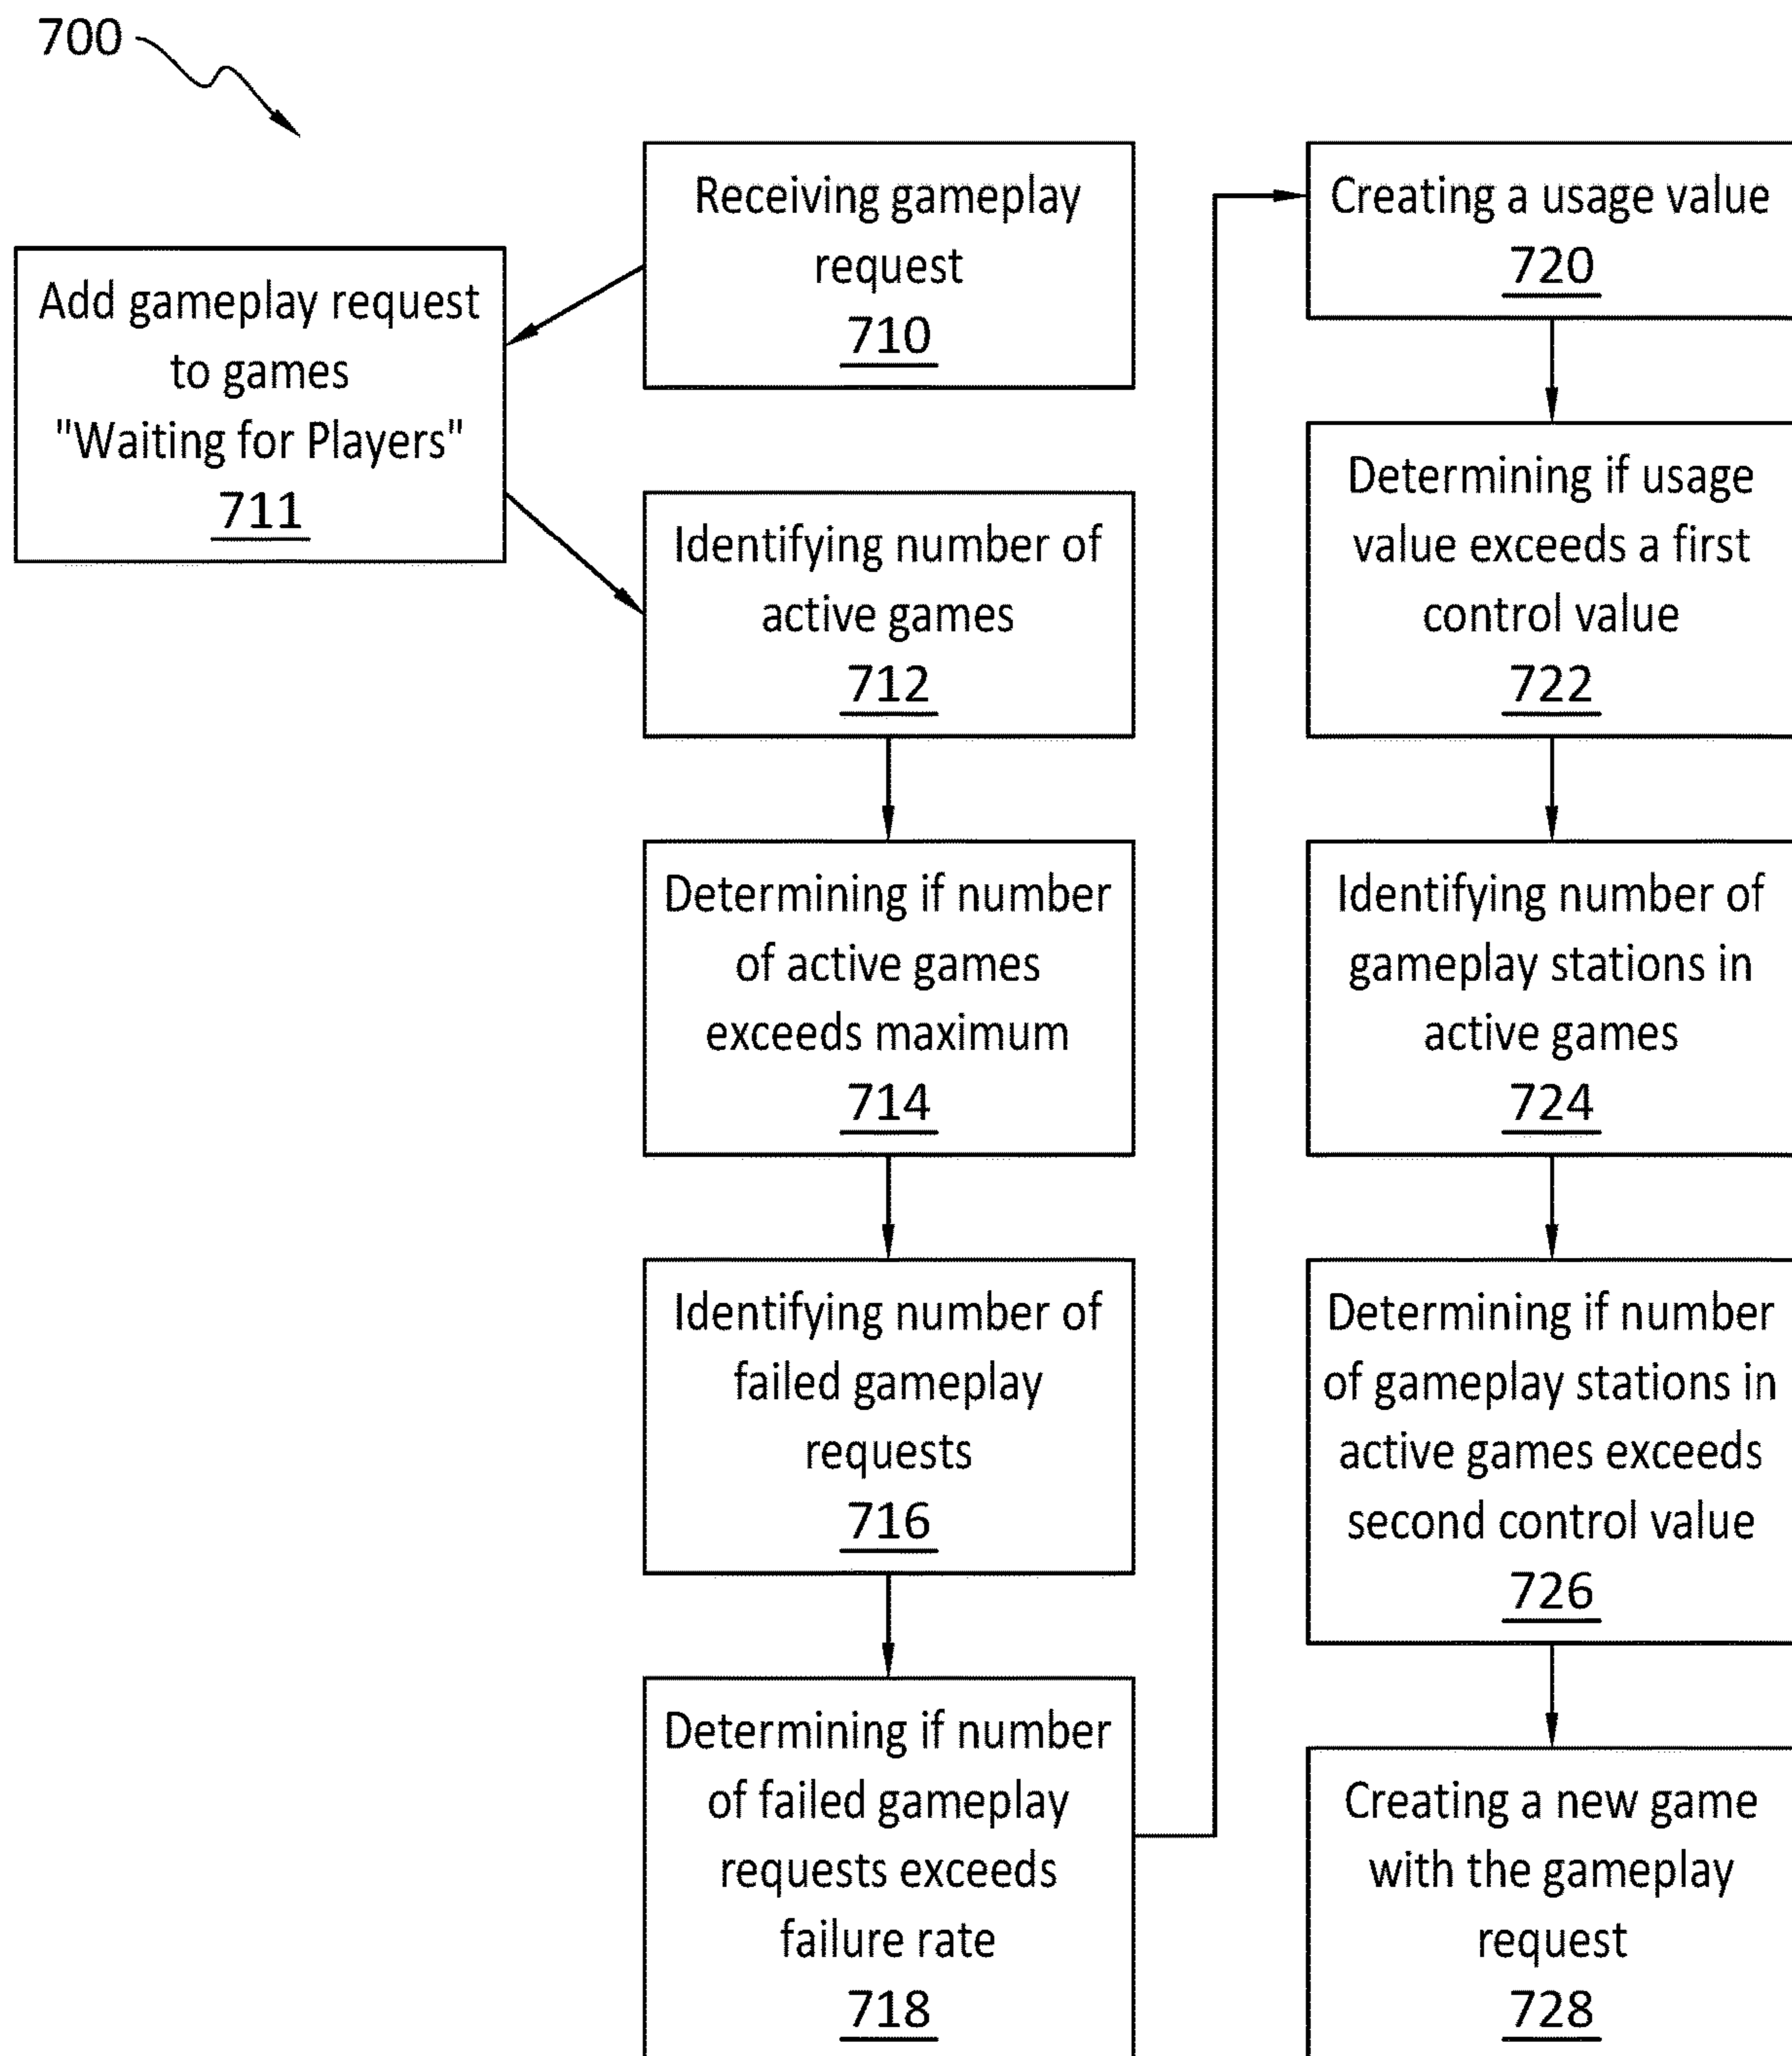 700
Receiving gameplay
request
710
Add gameplay request
to games
"Waiting for Players"
711
Identifying number of
active games
712
Determining if number
of active games
exceeds maximum
714
Identifying number of
failed gameplay
requests
716
Determining if number
of failed gameplay
requests exceeds
failure rate
718
Creating a usage value
720
Determining if usage
value exceeds a first
control value
722
Identifying number of
gameplay stations in
active games
724
Determining if number
of gameplay stations in
active games exceeds
second control value
726
Creating a new game
with the gameplay
request
728